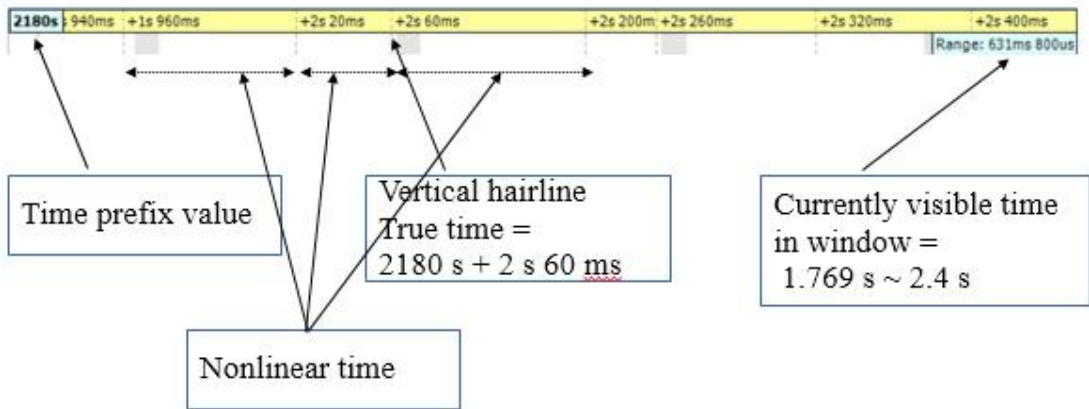 2180s 940ms +1s 960ms +2s 20ms +2s 60ms +2s 200m +2s 260ms +2s 320ms +2s 400ms
Range: 631ms 800us
Time prefix value
Vertical hairline
True time =
2180 s + 2 s 60 ms
Currently visible time
in window =
1.769 s ~ 2.4 s
Nonlinear time